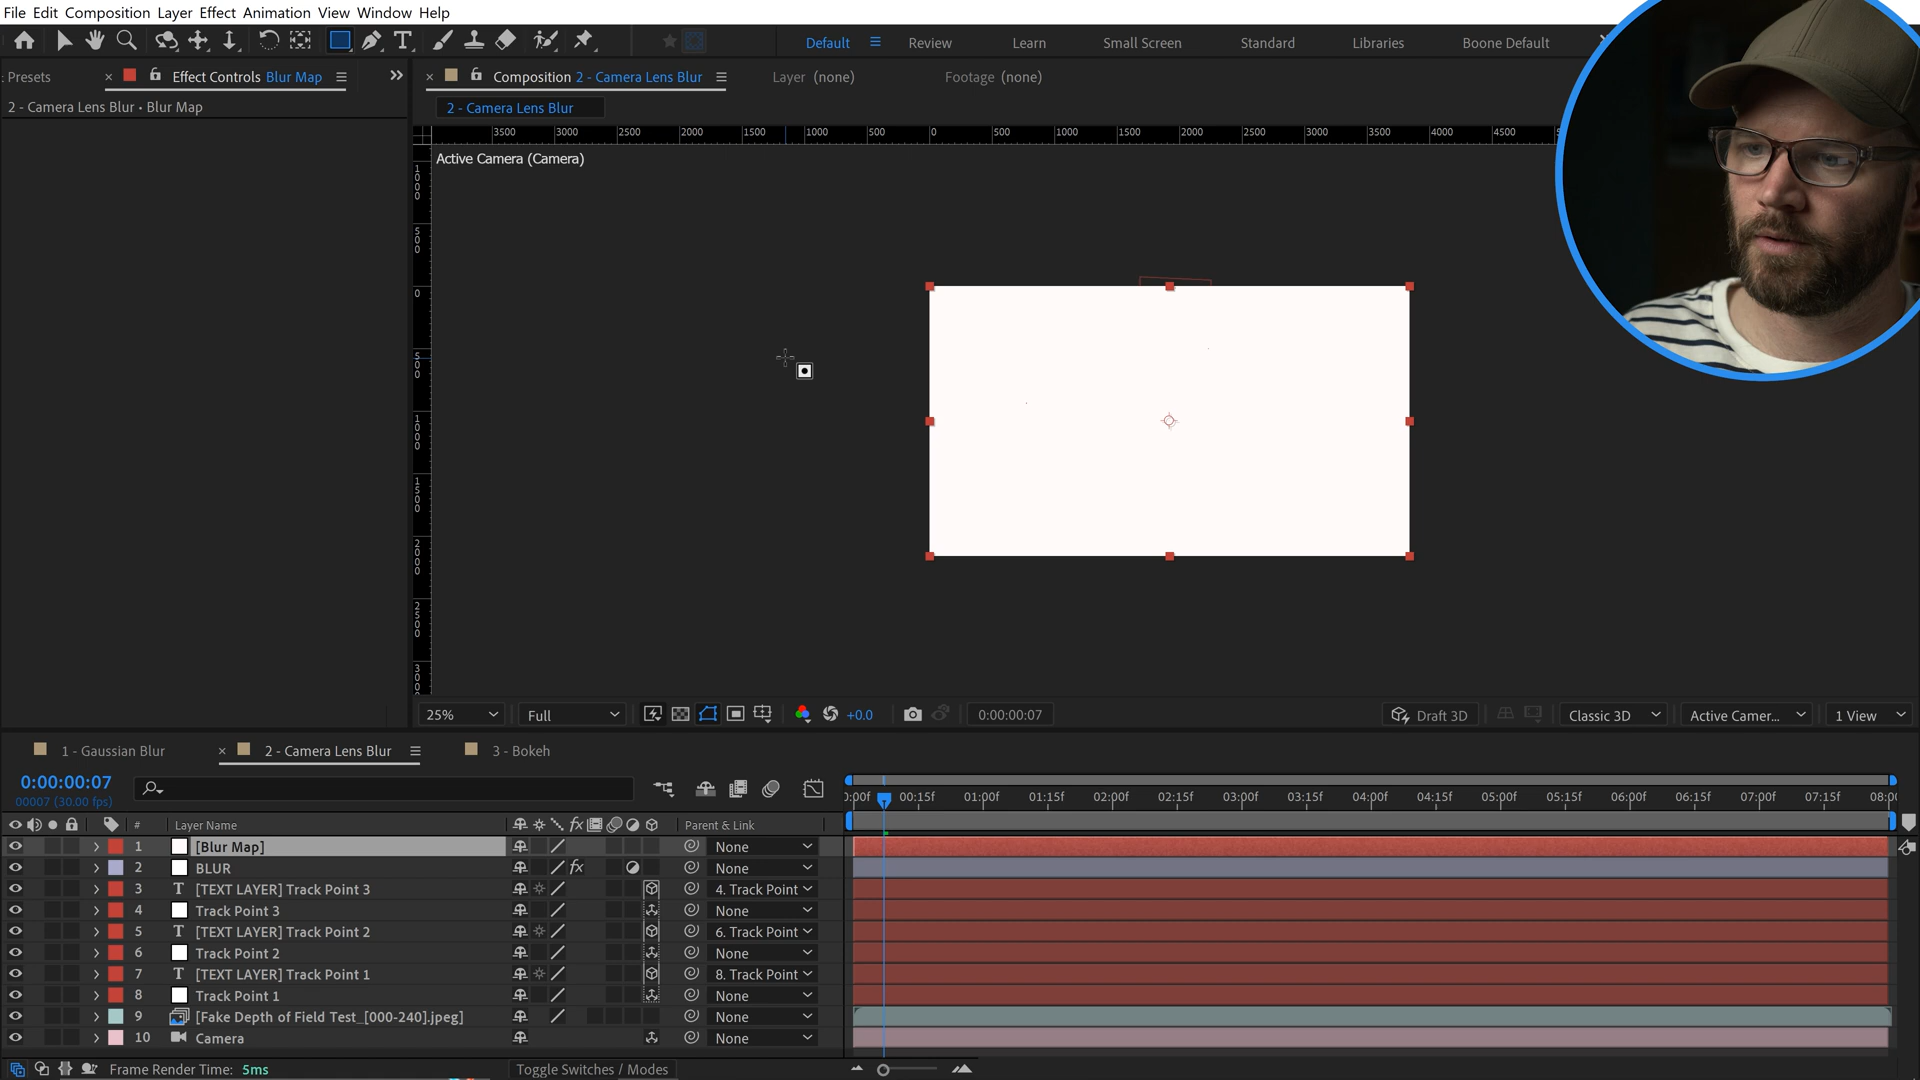 File Edit Composition Layer Effect Animation View Window Help
Default Review Learn Small Screen Standard Libraries Boone Default
: Presets × Effect Controls Blur Map × Composition 2 - Camera Lens Blur Layer (none) Footage (none)
2 - Camera Lens Blur • Blur Map
2 - Camera Lens Blur
3500 3000 2500 2000 1500 1000 500 0 500 1000 1500 2000 2500 3000 3500 4000 4500
Active Camera (Camera)
0
500
1000
1500
2000
2500
25% Full +0.0 0:00:00:07 Draft 3D Classic 3D Active Camer... 1 View
1 - Gaussian Blur × 2 - Camera Lens Blur 3 - Bokeh
0:00:00:07
00007 (30.00 fps)
00:15f 01:00f 01:15f 02:00f 02:15f 03:00f 03:15f 04:00f 04:15f 05:00f 05:15f 06:00f 06:15f 07:00f 07:15f
# Layer Name fx Parent & Link
1 [Blur Map] None
2 BLUR fx None
3 T [TEXT LAYER] Track Point 3 4. Track Point
4 Track Point 3 None
5 T [TEXT LAYER] Track Point 2 6. Track Point
6 Track Point 2 None
7 T [TEXT LAYER] Track Point 1 8. Track Point
8 Track Point 1 None
9 [Fake Depth of Field Test_[000-240].jpeg] None
10 Camera None
Frame Render Time: 5ms Toggle Switches / Modes